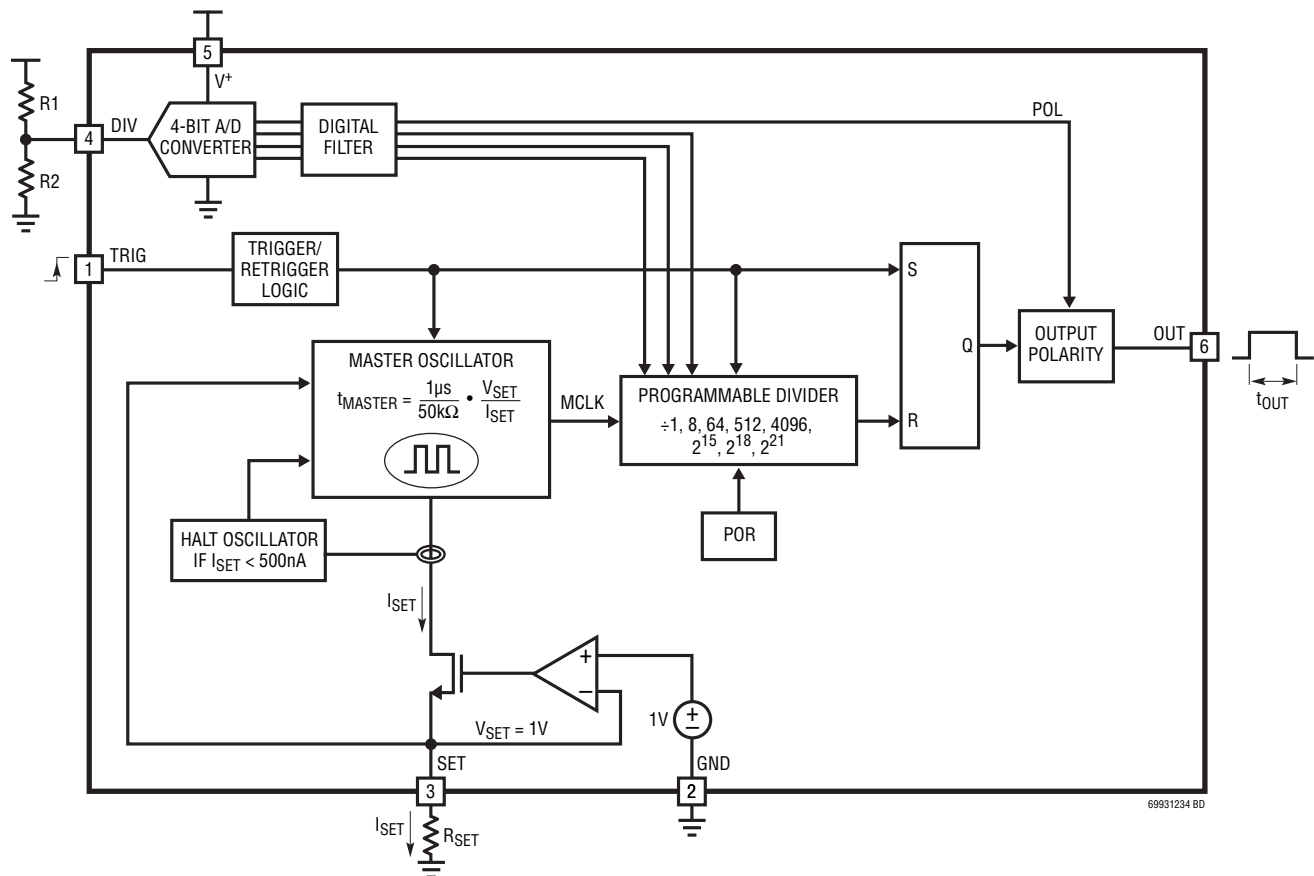 5
V+
R1
4
DIV
4-BIT A/D
CONVERTER
DIGITAL
FILTER
POL
R2
1
TRIG
TRIGGER/
RETRIGGER
LOGIC
S
Q
R
OUTPUT
POLARITY
OUT
6
tOUT
MASTER OSCILLATOR
tMASTER = 1µs/50kΩ • VSET/ISET
MCLK
PROGRAMMABLE DIVIDER
÷1, 8, 64, 512, 4096,
2^15, 2^18, 2^21
POR
HALT OSCILLATOR
IF ISET < 500nA
ISET
+
–
1V
+
–
VSET = 1V
SET
GND
3
2
ISET
RSET
69931234 BD